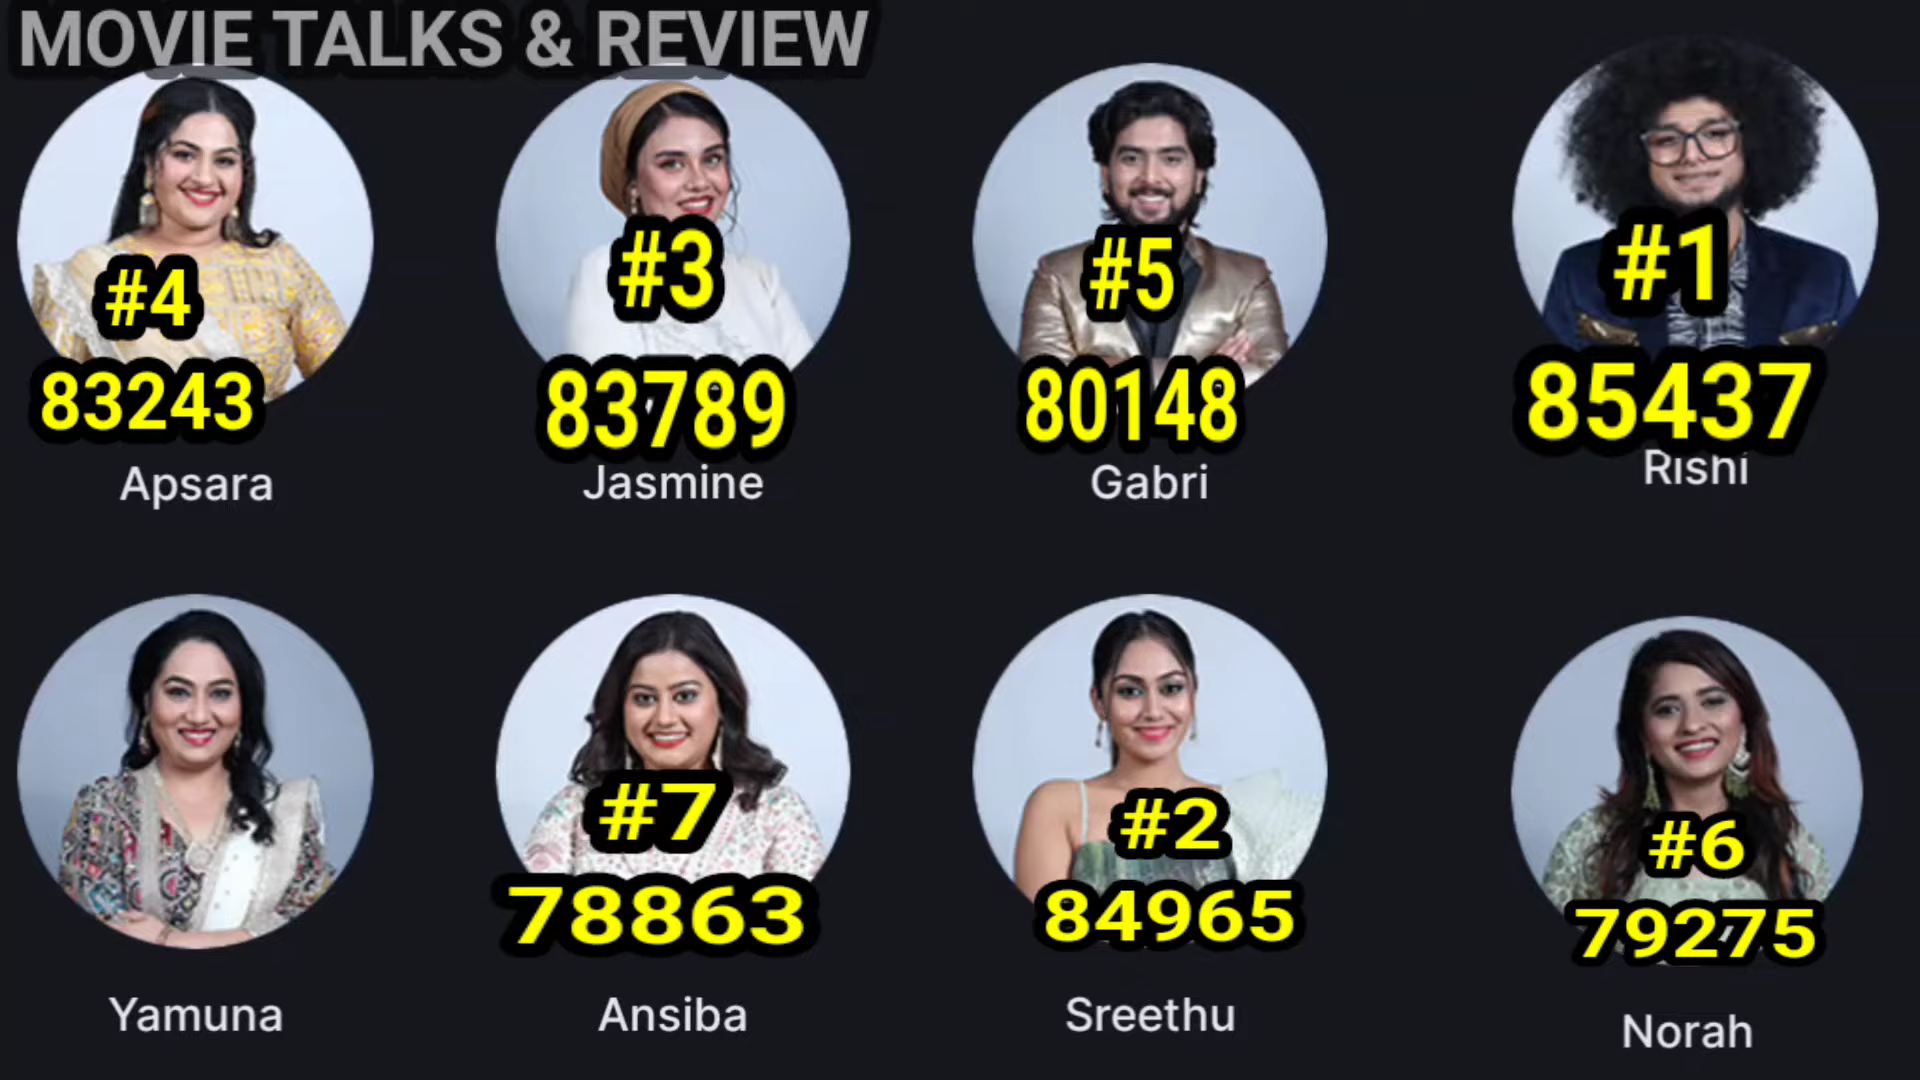 MOVIE TALKS & REVIEW
#4
83243
Apsara
#3
83789
Jasmine
#5
80148
Gabri
#1
85437
Rishi
Yamuna
#7
78863
Ansiba
#2
84965
Sreethu
#6
79275
Norah